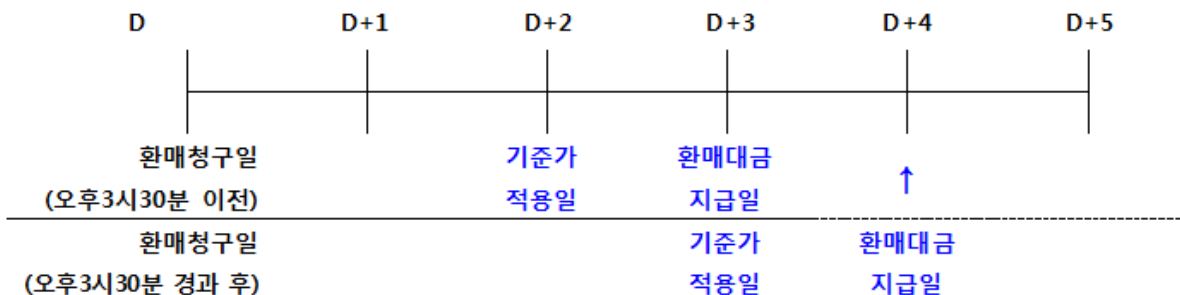 D D+1 D+2 D+3 D+4 D+5
환매청구일 기준가 환매대금
(오후3시30분 이전) 적용일 지급일 ↑
환매청구일 기준가 환매대금
(오후3시30분 경과 후) 적용일 지급일